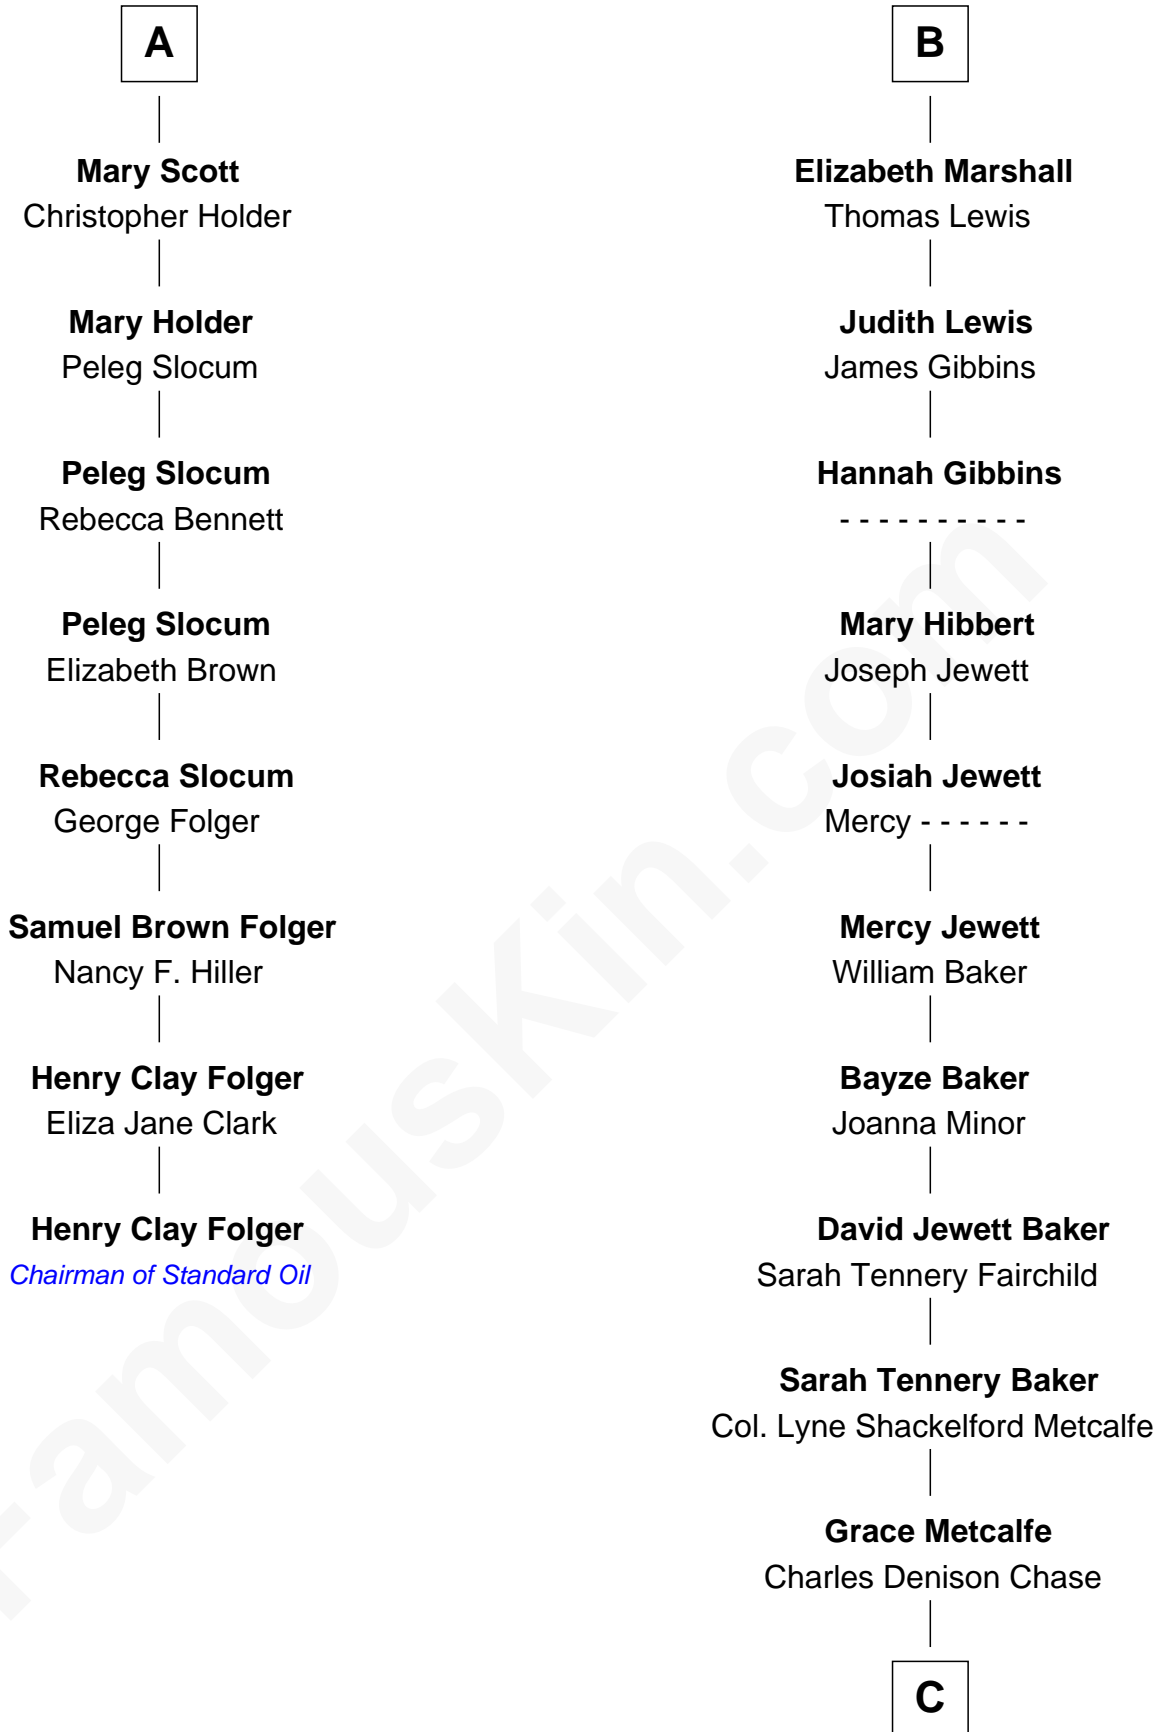 A
Mary Scott
Christopher Holder
Mary Holder
Peleg Slocum
Peleg Slocum
Rebecca Bennett
Peleg Slocum
Elizabeth Brown
Rebecca Slocum
George Folger
Samuel Brown Folger
Nancy F. Hiller
Henry Clay Folger
Eliza Jane Clark
Henry Clay Folger
Chairman of Standard Oil
B
Elizabeth Marshall
Thomas Lewis
Judith Lewis
James Gibbins
Hannah Gibbins
- - - - - - - - - -
Mary Hibbert
Joseph Jewett
Josiah Jewett
Mercy - - - - - -
Mercy Jewett
William Baker
Bayze Baker
Joanna Minor
David Jewett Baker
Sarah Tennery Fairchild
Sarah Tennery Baker
Col. Lyne Shackelford Metcalfe
Grace Metcalfe
Charles Denison Chase
C
FamousKin.com